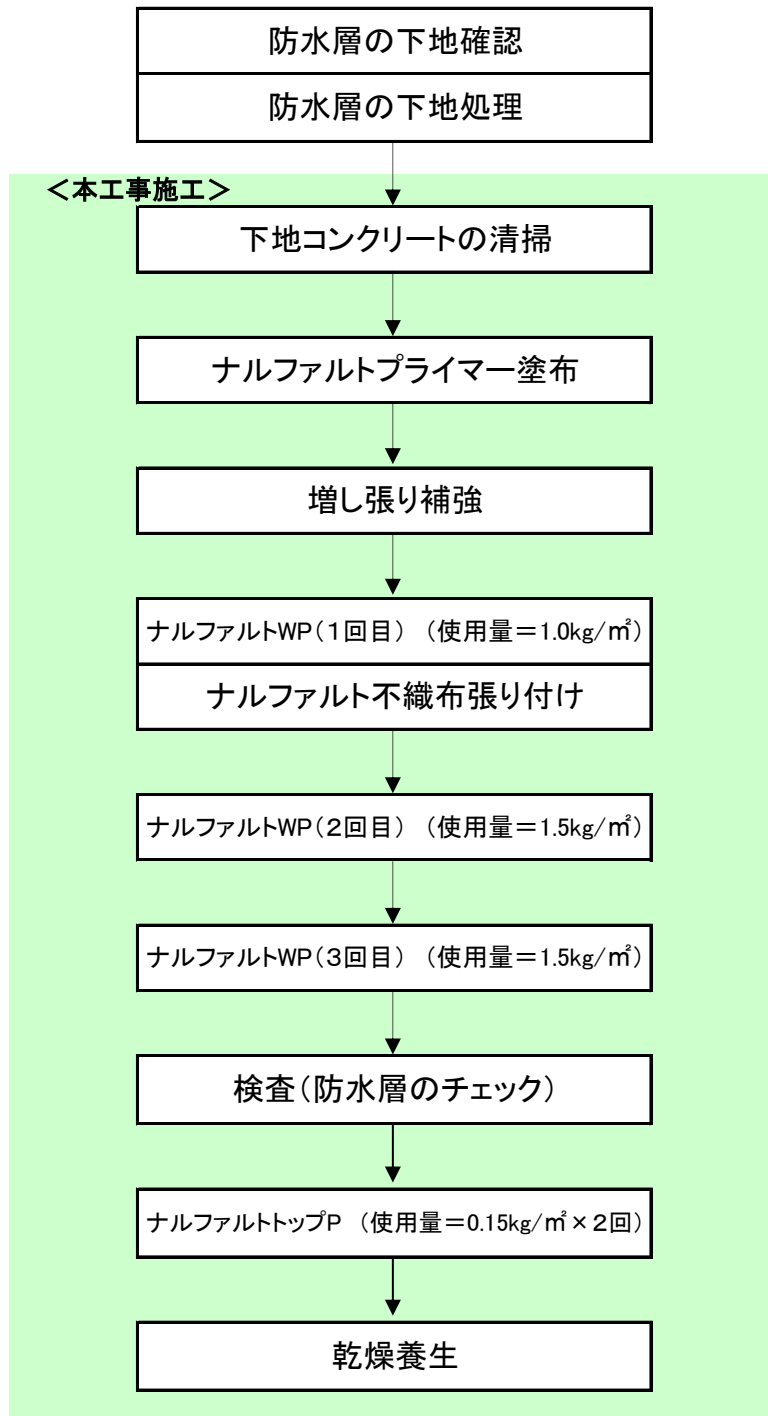 防水層の下地確認
防水層の下地処理
＜本工事施工＞
下地コンクリートの清掃
ナルファルトプライマー塗布
増し張り補強
ナルファルトWP（１回目）　（使用量＝1.0kg/㎡）
ナルファルト不織布張り付け
ナルファルトWP（２回目）　（使用量＝1.5kg/㎡）
ナルファルトWP（３回目）　（使用量＝1.5kg/㎡）
検査（防水層のチェック）
ナルファルトトップP　（使用量＝0.15kg/㎡×２回）
乾燥養生